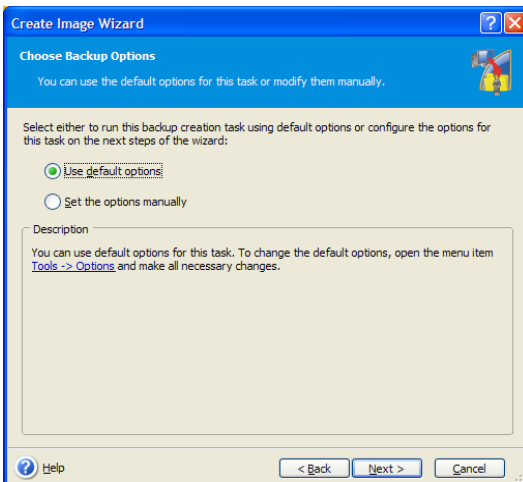 Create Image Wizard
Choose Backup Options
You can use the default options for this task or modify them manually.
Select either to run this backup creation task using default options or configure the options for
this task on the next steps of the wizard:
Use default options
Set the options manually
Description
You can use default options for this task. To change the default options, open the menu item
Tools -> Options and make all necessary changes.
? Help
< Back
Next >
Cancel